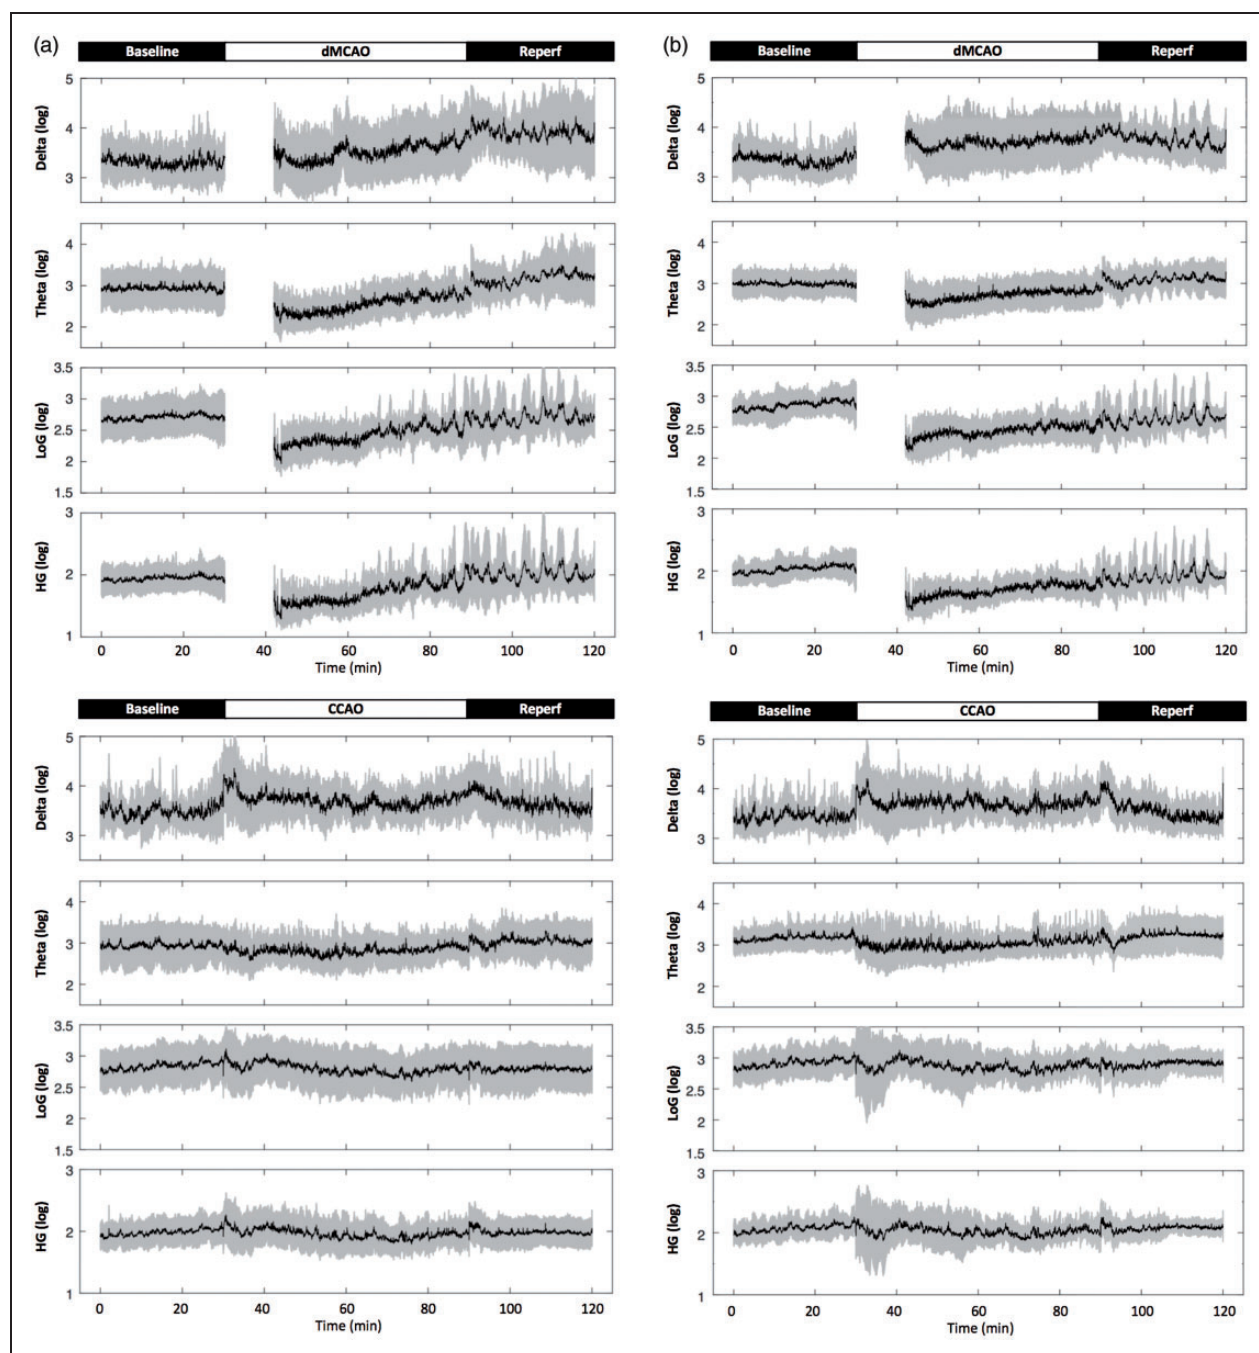 (a)
Baseline dMCAO Reperf
5
4
3
Delta (log)
4
3
2
Theta (log)
3.5
3
2.5
2
1.5
LoG (log)
3
2
1
HG (log)
0 20 40 60 80 100 120
Time (min)
(b)
Baseline dMCAO Reperf
5
4
3
Delta (log)
4
3
2
Theta (log)
3.5
3
2.5
2
1.5
LoG (log)
3
2
1
HG (log)
0 20 40 60 80 100 120
Time (min)
Baseline CCAO Reperf
5
4
3
Delta (log)
4
3
2
Theta (log)
3.5
3
2.5
2
1.5
LoG (log)
3
2
1
HG (log)
0 20 40 60 80 100 120
Time (min)
Baseline CCAO Reperf
5
4
3
Delta (log)
4
3
2
Theta (log)
3.5
3
2.5
2
1.5
LoG (log)
3
2
1
HG (log)
0 20 40 60 80 100 120
Time (min)